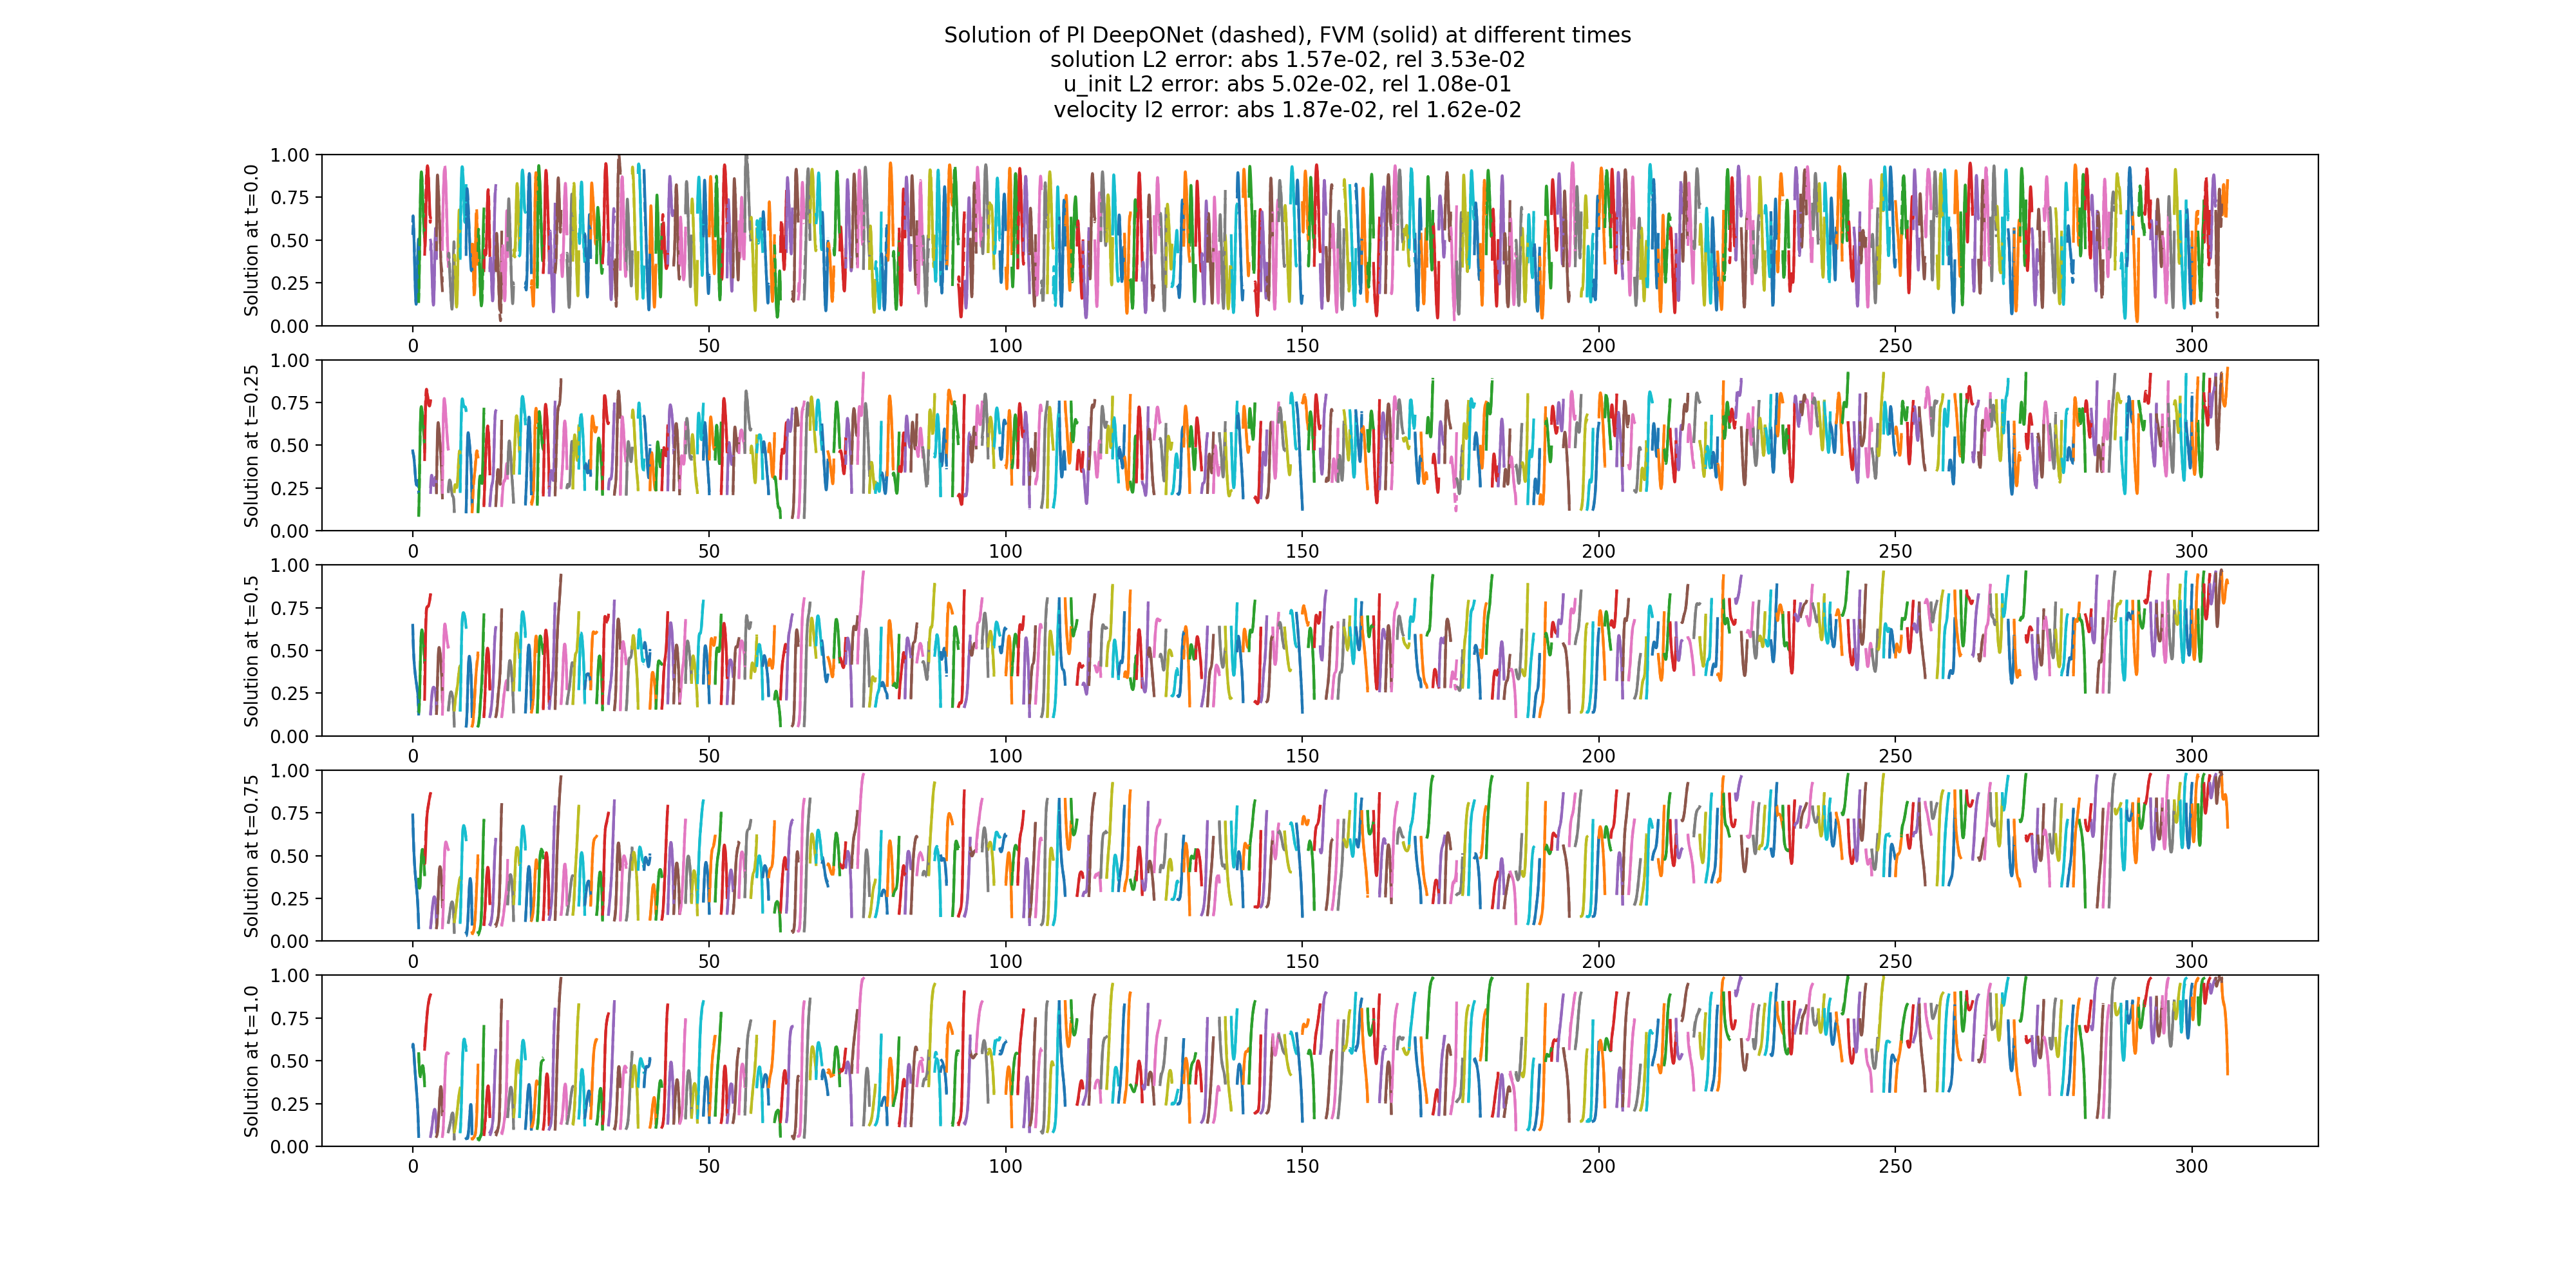 Solution of PI DeepONet (dashed), FVM (solid) at different times
solution L2 error: abs 1.57e-02, rel 3.53e-02
u_init L2 error: abs 5.02e-02, rel 1.08e-01
velocity l2 error: abs 1.87e-02, rel 1.62e-02
Solution at t=0.0
1.00
0.75
0.50
0.25
0.00
0 50 100 150 200 250 300
Solution at t=0.25
1.00
0.75
0.50
0.25
0.00
0 50 100 150 200 250 300
Solution at t=0.5
1.00
0.75
0.50
0.25
0.00
0 50 100 150 200 250 300
Solution at t=0.75
1.00
0.75
0.50
0.25
0.00
0 50 100 150 200 250 300
Solution at t=1.0
1.00
0.75
0.50
0.25
0.00
0 50 100 150 200 250 300